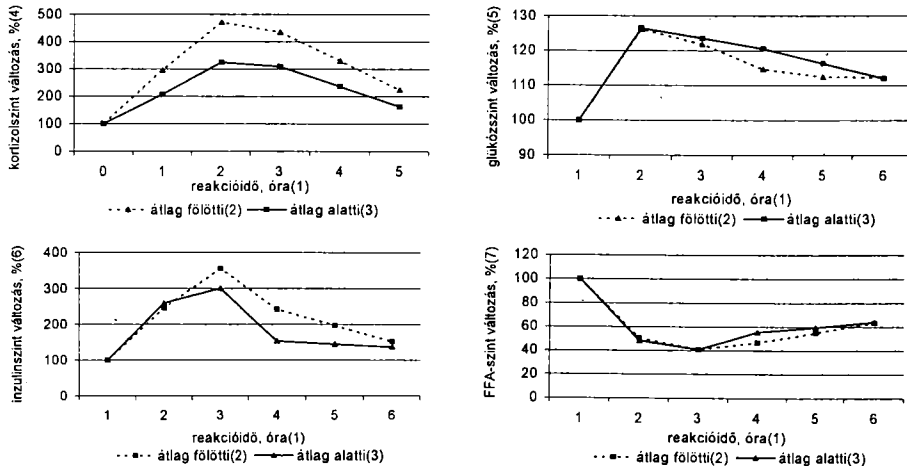 kortizolszint változás, %(4)
500
400
300
200
100
0
0 1 2 3 4 5
reakcióidő, óra(1)
átlag fölötti(2) átlag alatti(3)
glükózszint változás, %(5)
130
120
110
100
90
1 2 3 4 5 6
reakcióidő, óra(1)
átlag fölötti(2) átlag alatti(3)
inzulinszint változás, %(6)
400
300
200
100
0
1 2 3 4 5 6
reakcióidő, óra(1)
átlag fölötti(2) átlag alatti(3)
FFA-szint változás, %(7)
120
100
80
60
40
20
0
1 2 3 4 5 6
reakcióidő, óra(1)
átlag fölötti(2) átlag alatti(3)